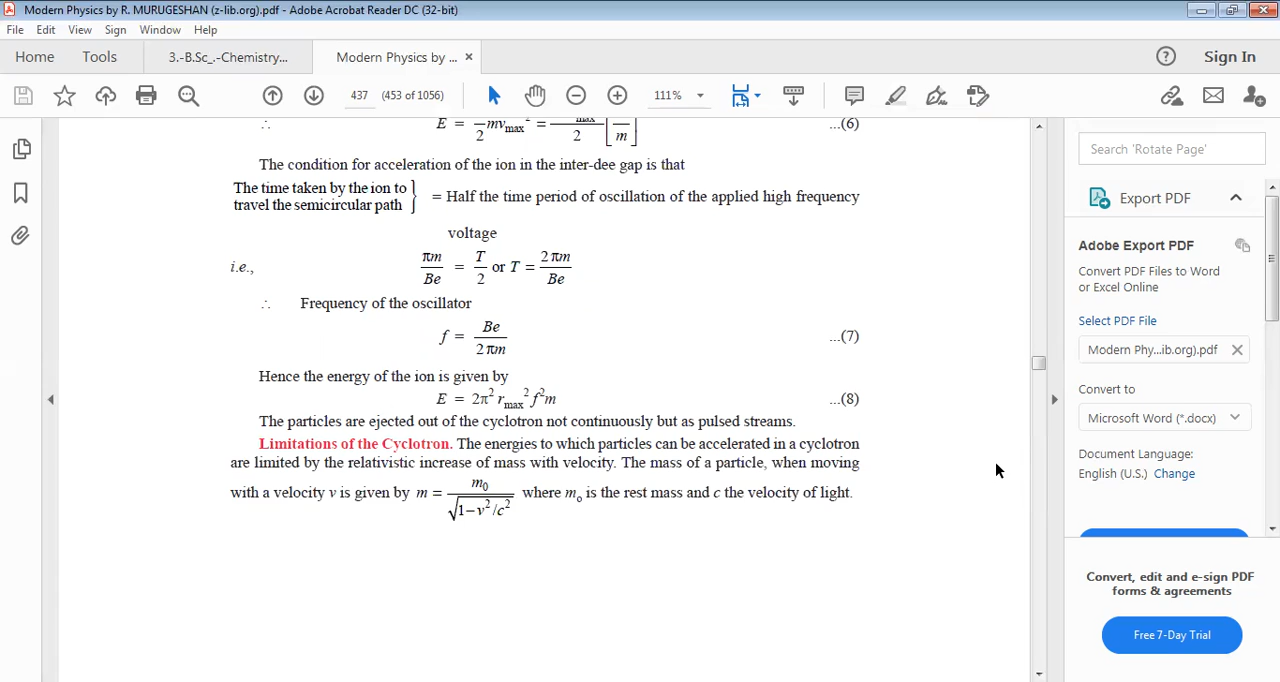 Modern Physics by R. MURUGESHAN (z-lib.org).pdf - Adobe Acrobat Reader DC (32-bit)
File Edit View Sign Window Help
Home Tools 3.-B.Sc_.-Chemistry... Modern Physics by ... × Sign In
437 (453 of 1056) 111%
∴ E = 1/2 mv_max² = /2 [ /m] ...(6)
The condition for acceleration of the ion in the inter-dee gap is that
The time taken by the ion to
travel the semicircular path } = Half the time period of oscillation of the applied high frequency
voltage
i.e., πm/Be = T/2 or T = 2πm/Be
∴ Frequency of the oscillator
f = Be/2πm ...(7)
Hence the energy of the ion is given by
E = 2π² r_max² f²m ...(8)
The particles are ejected out of the cyclotron not continuously but as pulsed streams.
Limitations of the Cyclotron. The energies to which particles can be accelerated in a cyclotron
are limited by the relativistic increase of mass with velocity. The mass of a particle, when moving
with a velocity v is given by m = m₀/√(1–v²/c²) where mₒ is the rest mass and c the velocity of light.
Search 'Rotate Page'
Export PDF
Adobe Export PDF
Convert PDF Files to Word
or Excel Online
Select PDF File
Modern Phy...ib.org).pdf ×
Convert to
Microsoft Word (*.docx)
Document Language:
English (U.S.) Change
Convert, edit and e-sign PDF
forms & agreements
Free 7-Day Trial